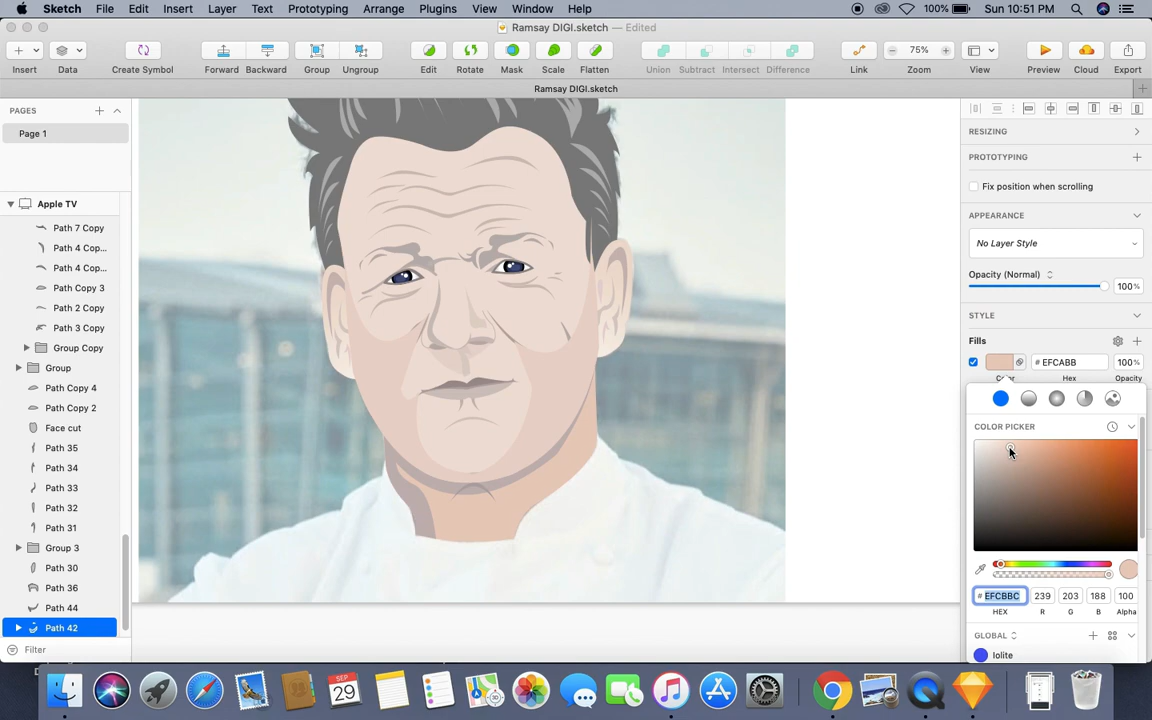 Sketch File Edit Insert Layer Text Prototyping Arrange Plugins View Window Help 100% Sun 10:51 PM
Ramsay DIGI.sketch — Edited
Insert Data Create Symbol Forward Backward Group Ungroup Edit Rotate Mask Scale Flatten Union Subtract Intersect Difference Link 75% Zoom View Preview Cloud Export
Ramsay DIGI.sketch
PAGES
Page 1
Apple TV
Path 7 Copy
Path 4 Cop...
Path 4 Cop...
Path Copy 3
Path 2 Copy
Path 3 Copy
Group Copy
Group
Path Copy 4
Path Copy 2
Face cut
Path 35
Path 34
Path 33
Path 32
Path 31
Group 3
Path 30
Path 36
Path 44
Path 42
Filter
RESIZING
PROTOTYPING
Fix position when scrolling
APPEARANCE
No Layer Style
Opacity (Normal)
100%
STYLE
Fills
# EFCABB 100%
Color Hex Opacity
COLOR PICKER
# EFCBBC 239 203 188 100
HEX R G B Alpha
GLOBAL
Iolite
SEP
29